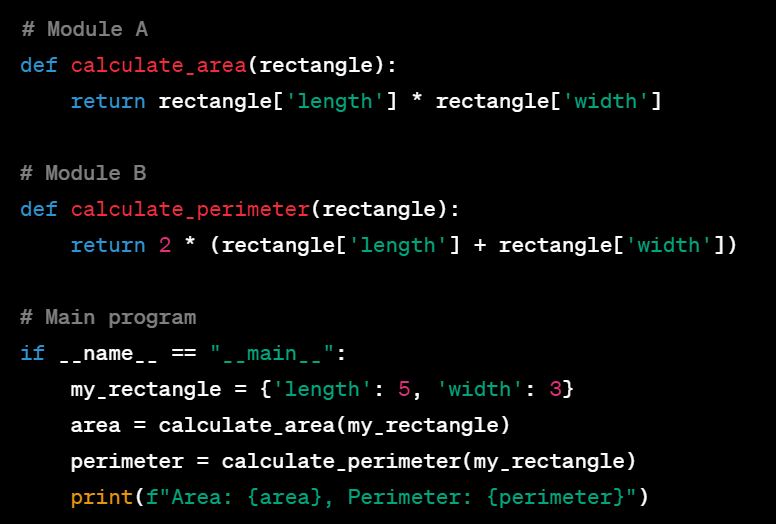 # Module A
def calculate_area(rectangle):
    return rectangle['length'] * rectangle['width']

# Module B
def calculate_perimeter(rectangle):
    return 2 * (rectangle['length'] + rectangle['width'])

# Main program
if __name__ == "__main__":
    my_rectangle = {'length': 5, 'width': 3}
    area = calculate_area(my_rectangle)
    perimeter = calculate_perimeter(my_rectangle)
    print(f"Area: {area}, Perimeter: {perimeter}")